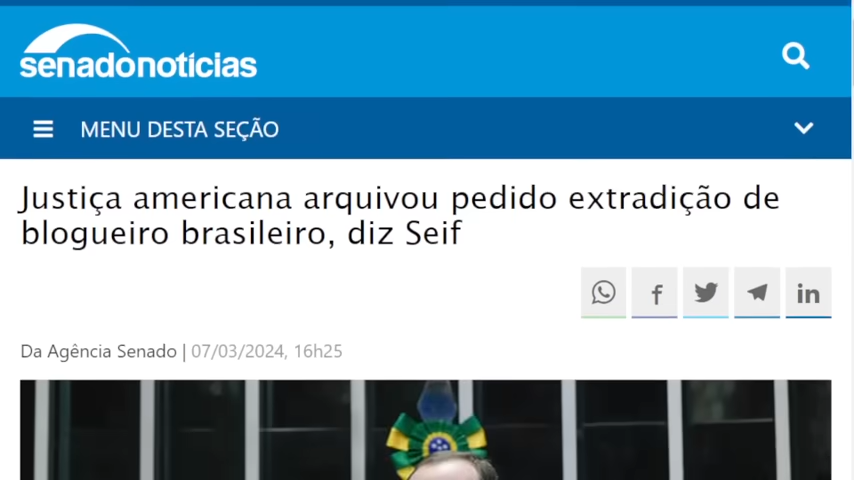 senadonotícias
MENU DESTA SEÇÃO
Justiça americana arquivou pedido extradição de
blogueiro brasileiro, diz Seif
Da Agência Senado | 07/03/2024, 16h25